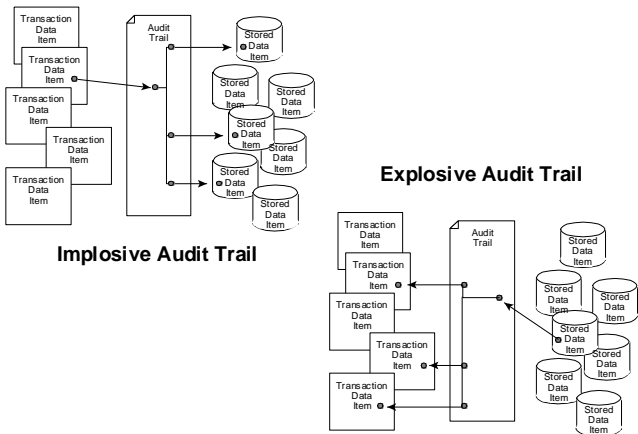 Transaction
Data
Item
Transaction
Data
Item
Transaction
Data
Item
Transaction
Data
Item
Transaction
Data
Item
Audit
Trail
Stored
Data
Item
Stored
Data
Item
Stored
Data
Item
Stored
Data
Item
Stored
Data
Item
Stored
Data
Item
Stored
Data
Item
Implosive Audit Trail
Explosive Audit Trail
Transaction
Data
Item
Transaction
Data
Item
Transaction
Data
Item
Transaction
Data
Item
Transaction
Data
Item
Audit
Trail
Stored
Data
Item
Stored
Data
Item
Stored
Data
Item
Stored
Data
Item
Stored
Data
Item
Stored
Data
Item
Stored
Data
Item